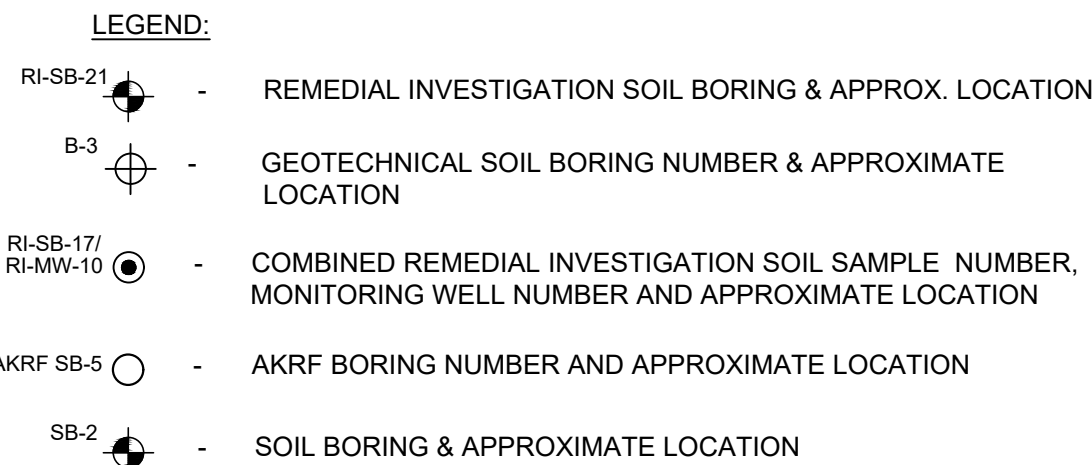 LEGEND:
RI-SB-21
- REMEDIAL INVESTIGATION SOIL BORING & APPROX. LOCATION
B-3
- GEOTECHNICAL SOIL BORING NUMBER & APPROXIMATE
LOCATION
RI-SB-17/
RI-MW-10
- COMBINED REMEDIAL INVESTIGATION SOIL SAMPLE NUMBER,
MONITORING WELL NUMBER AND APPROXIMATE LOCATION
AKRF SB-5
- AKRF BORING NUMBER AND APPROXIMATE LOCATION
SB-2
- SOIL BORING & APPROXIMATE LOCATION